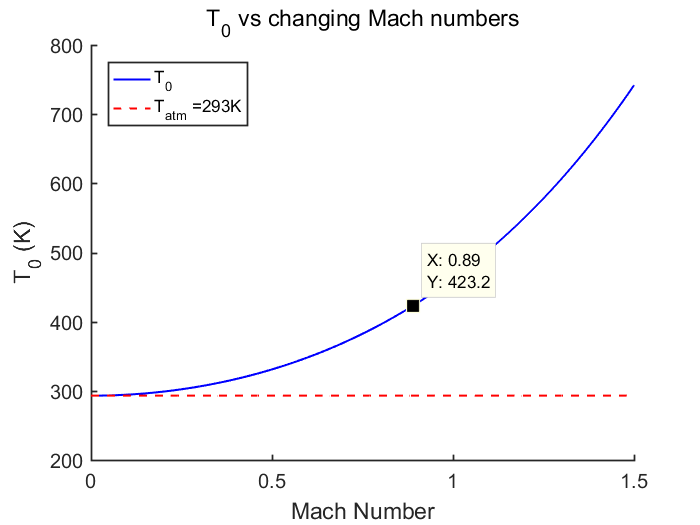 T0 vs changing Mach numbers
800
700
600
500
400
300
200
T0 (K)
T0
Tatm =293K
X: 0.89
Y: 423.2
0 0.5 1 1.5
Mach Number